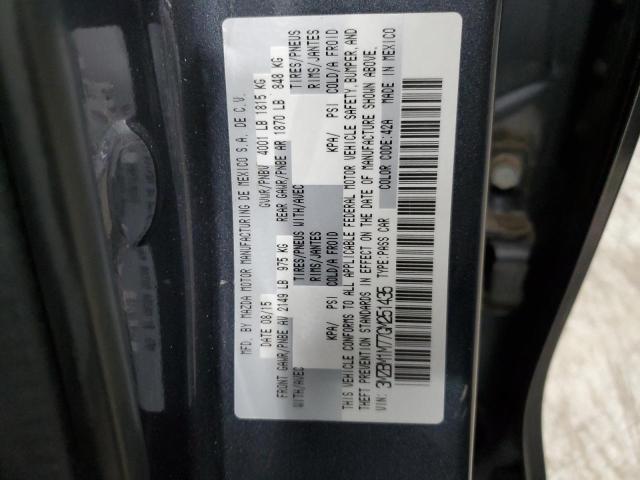 MFD. BY MAZDA MOTOR MANUFACTURING DE MEXICO S.A. DE C.V.
DATE 08/15 GVWR/PNBV 4001 LB 1815 KG
FRONT GAWR/PNBE AV 2149 LB 975 KG REAR GAWR/PNBE AR 1870 LB 848 KG
WITH/AVEC TIRES/PNEUS WITH/AVEC TIRES/PNEUS
RIMS/JANTES RIMS/JANTES
KPA/ PSI COLD/A FROID KPA/ PSI COLD/A FROID
THIS VEHICLE CONFORMS TO ALL APPLICABLE FEDERAL MOTOR VEHICLE SAFETY, BUMPER, AND
THEFT PREVENTION STANDARDS IN EFFECT ON THE DATE OF MANUFACTURE SHOWN ABOVE.
VIN: 3MZBM1V77GM251435 TYPE:PASS CAR COLOR CODE:42A MADE IN MEXICO